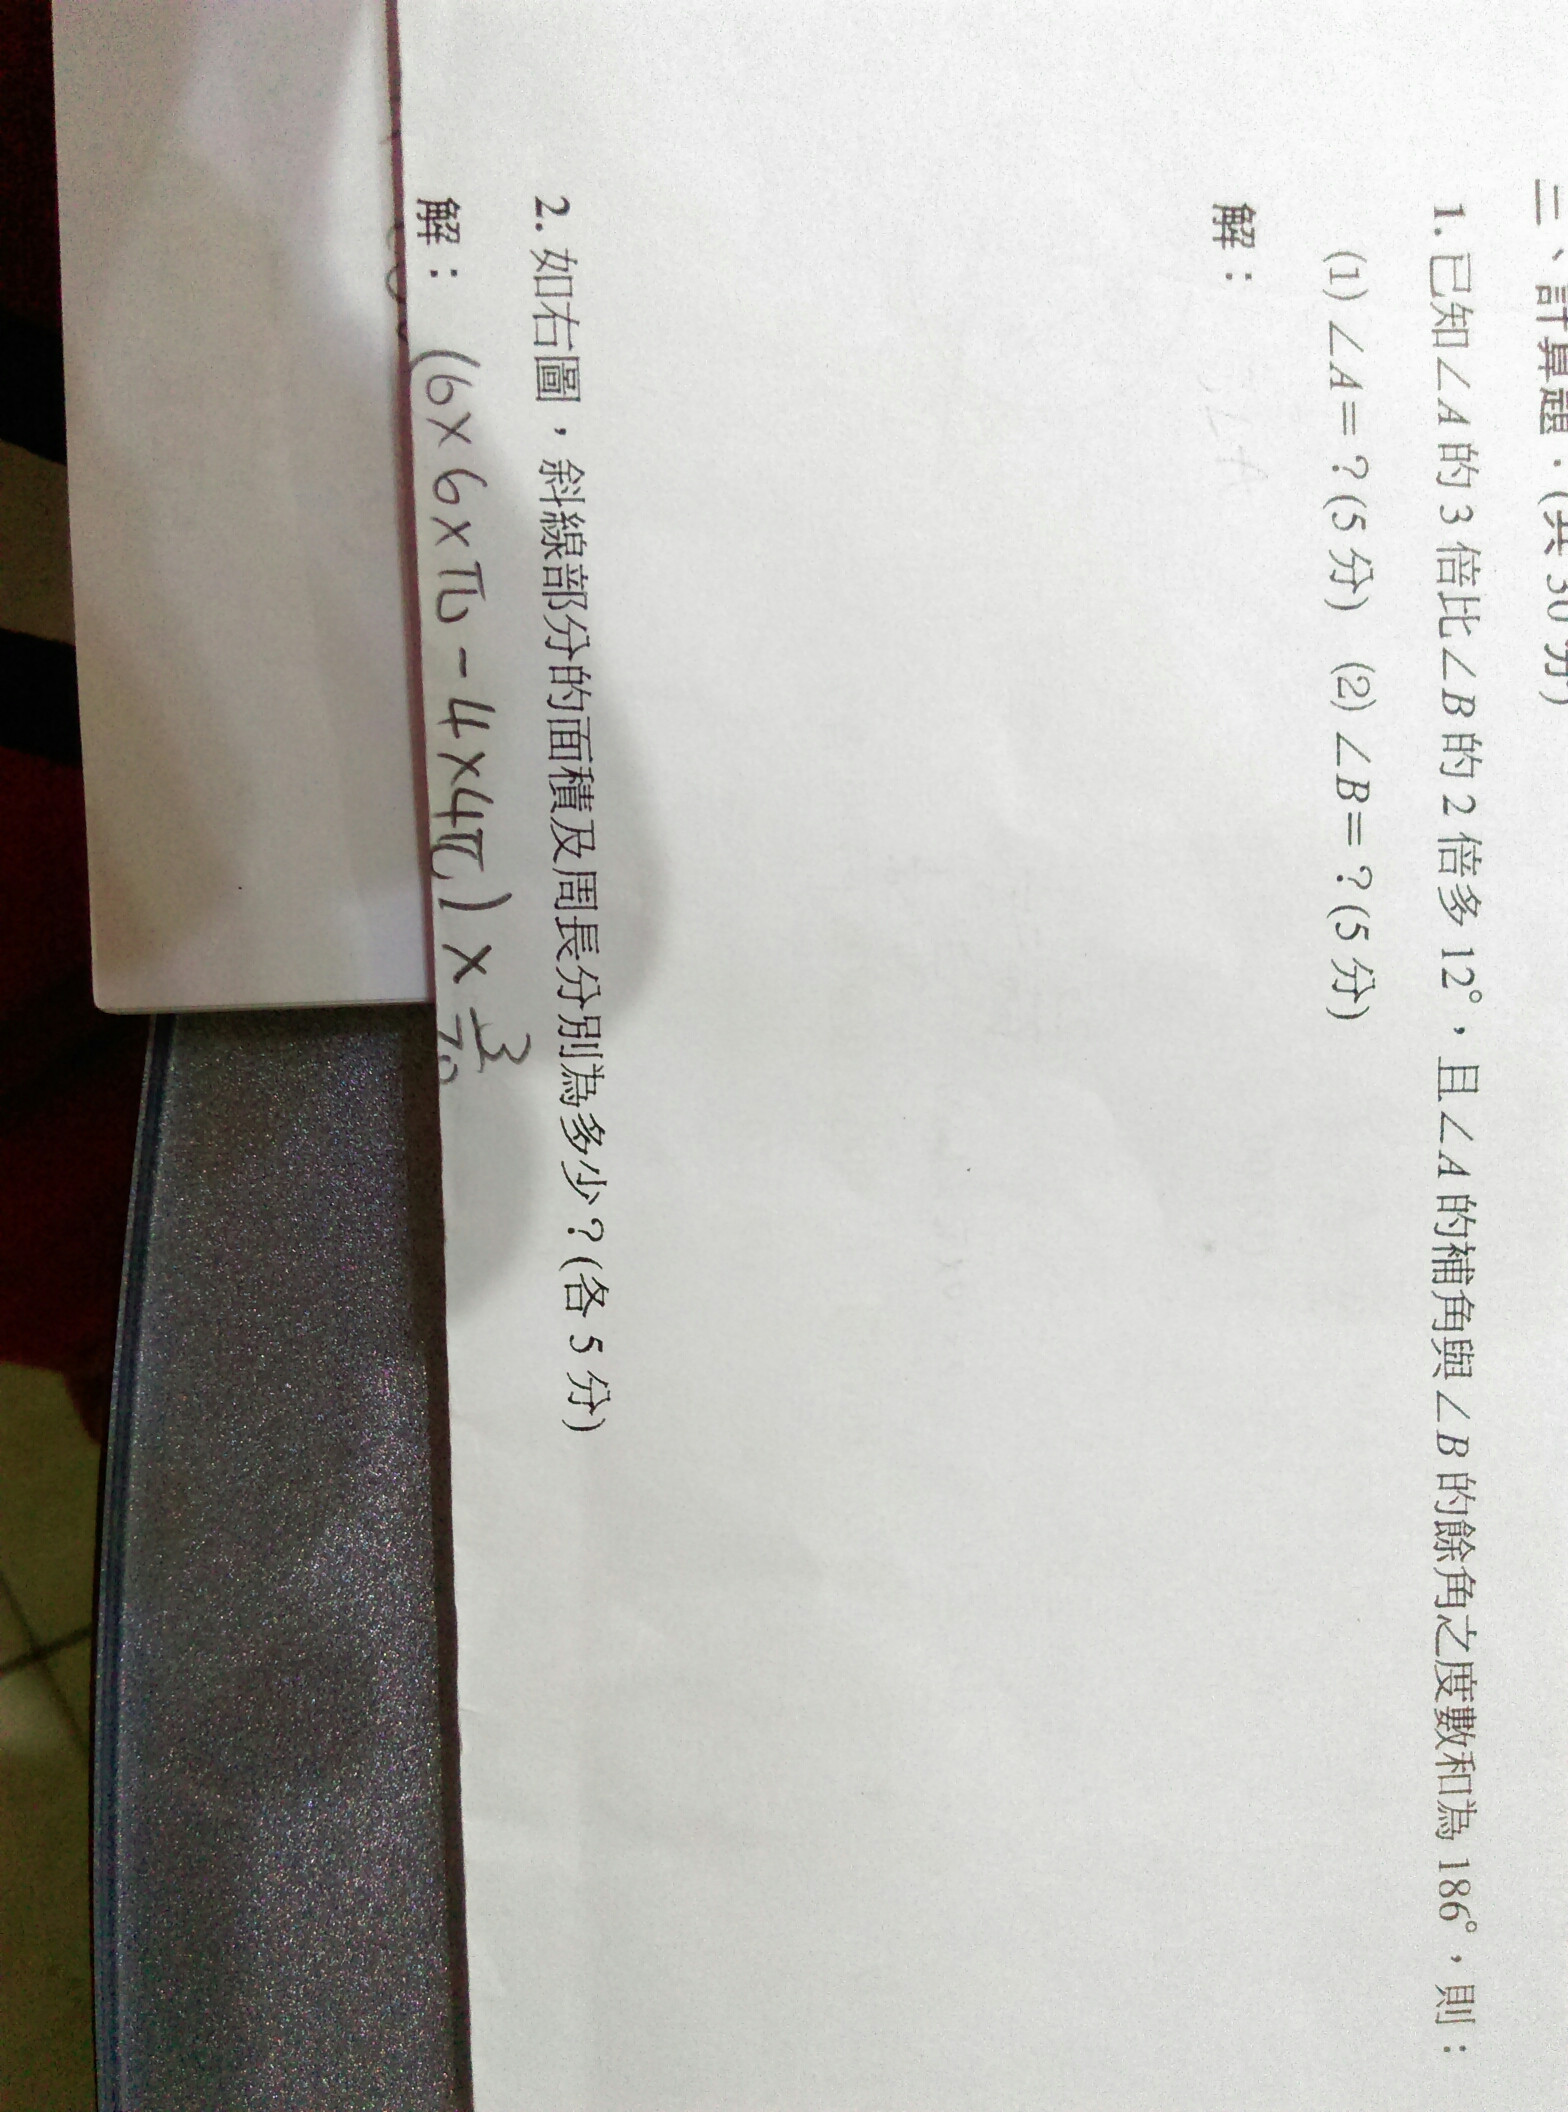 三、計算題：(共 30 分)
1. 已知∠A 的 3 倍比∠B 的 2 倍多 12°，且∠A 的補角與∠B 的餘角之度數和為 186°，則：
(1) ∠A=？(5 分) (2) ∠B=？(5 分)
解：
2. 如右圖，斜線部分的面積及周長分別為多少？(各 5 分)
解： (6×6×π - 4×4π) ×